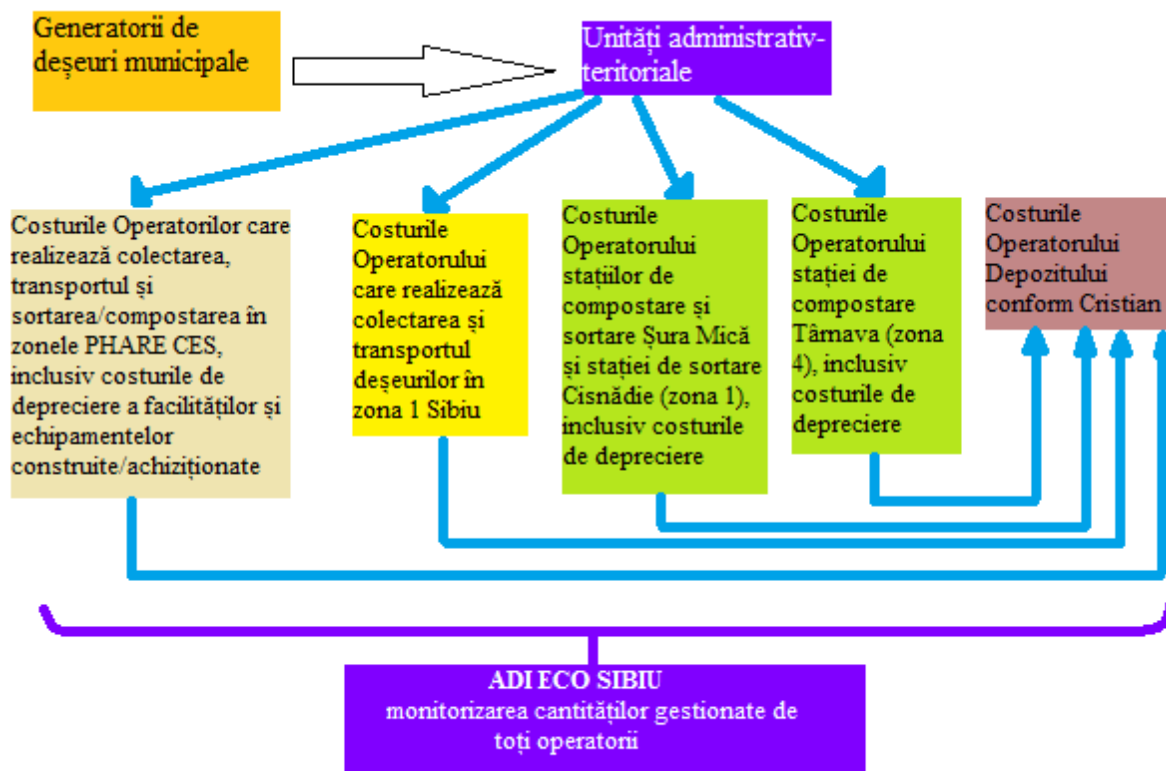 Generatorii de
deșeuri municipale
Unități administrativ-
teritoriale
Costurile Operatorilor care
realizează colectarea,
transportul și
sortarea/compostarea în
zonele PHARE CES,
inclusiv costurile de
depreciere a facilităților și
echipamentelor
construite/achiziționate
Costurile
Operatorului
care realizează
colectarea și
transportul
deșeurilor în
zona 1 Sibiu
Costurile
Operatorului
stațiilor de
compostare și
sortare Șura Mică
și stației de sortare
Cisnădie (zona 1),
inclusiv costurile
de depreciere
Costurile
Operatorului
stației de
compostare
Târnava (zona
4), inclusiv
costurile de
depreciere
Costurile
Operatorului
Depozitului
conform Cristian
ADI ECO SIBIU
monitorizarea cantităților gestionate de
toți operatorii